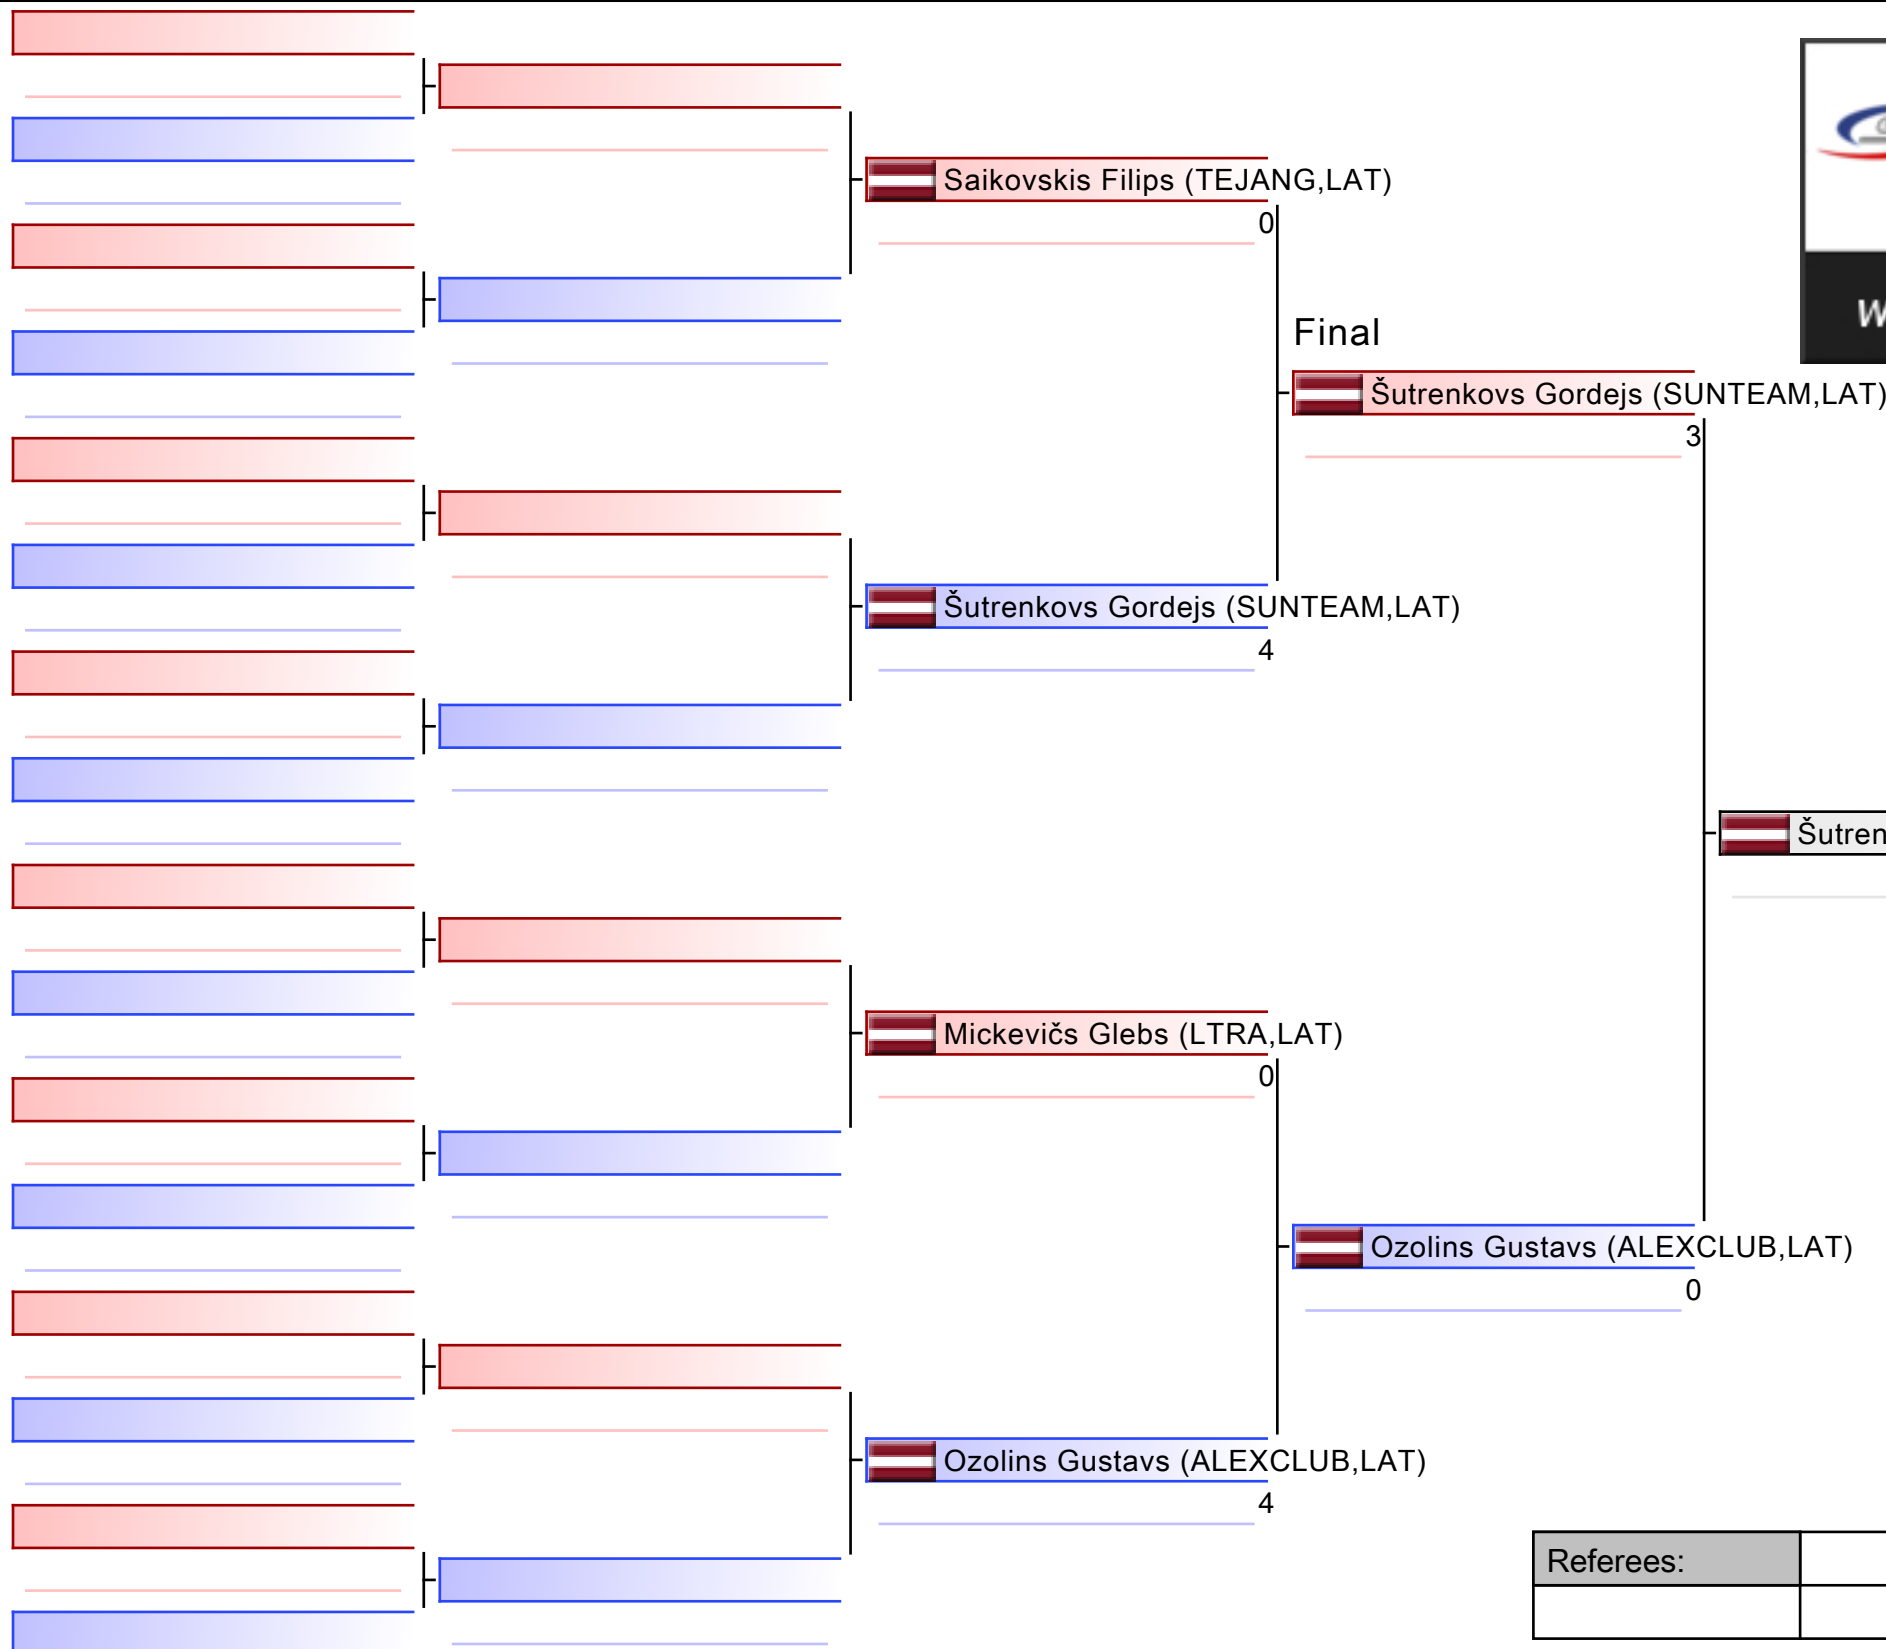 Saikovskis Filips (TEJANG,LAT)
0
Final
Šutrenkovs Gordejs (SUNTEAM,LAT)
3
Šutrenkovs Gordejs (SUNTEAM,LAT)
4
Šutren
Mickevičs Glebs (LTRA,LAT)
0
Ozolins Gustavs (ALEXCLUB,LAT)
0
Ozolins Gustavs (ALEXCLUB,LAT)
4
Referees: